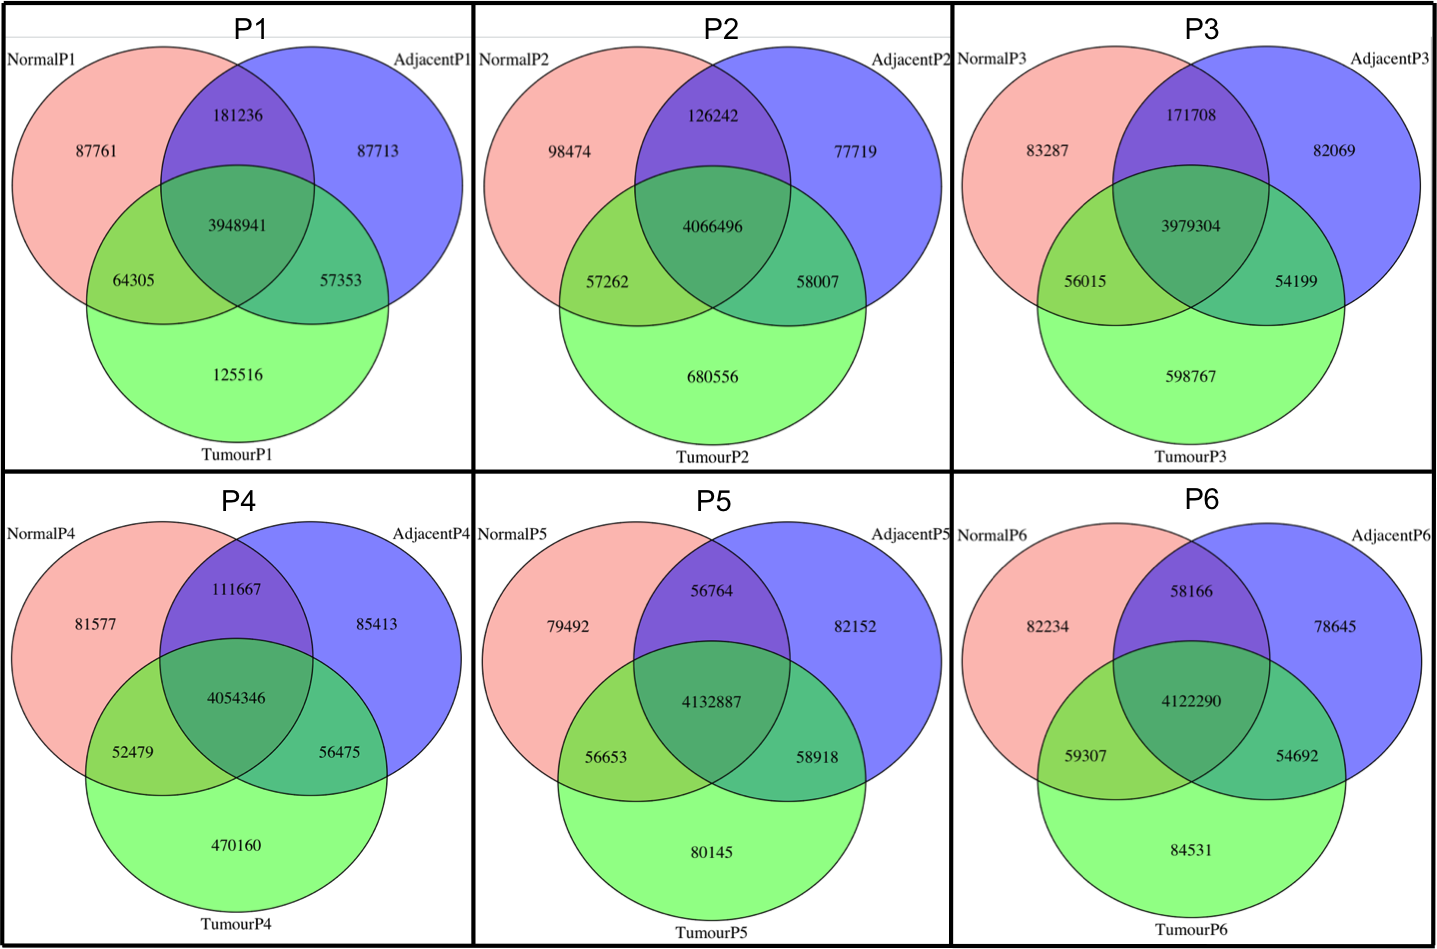 P1
NormalP1
AdjacentP1
181236
87761
87713
3948941
64305
57353
125516
TumourP1
P2
NormalP2
AdjacentP2
126242
98474
77719
4066496
57262
58007
680556
TumourP2
P3
NormalP3
AdjacentP3
171708
83287
82069
3979304
56015
54199
598767
TumourP3
P4
NormalP4
AdjacentP4
111667
81577
85413
4054346
52479
56475
470160
TumourP4
P5
NormalP5
AdjacentP5
56764
79492
82152
4132887
56653
58918
80145
TumourP5
P6
NormalP6
AdjacentP6
58166
82234
78645
4122290
59307
54692
84531
TumourP6